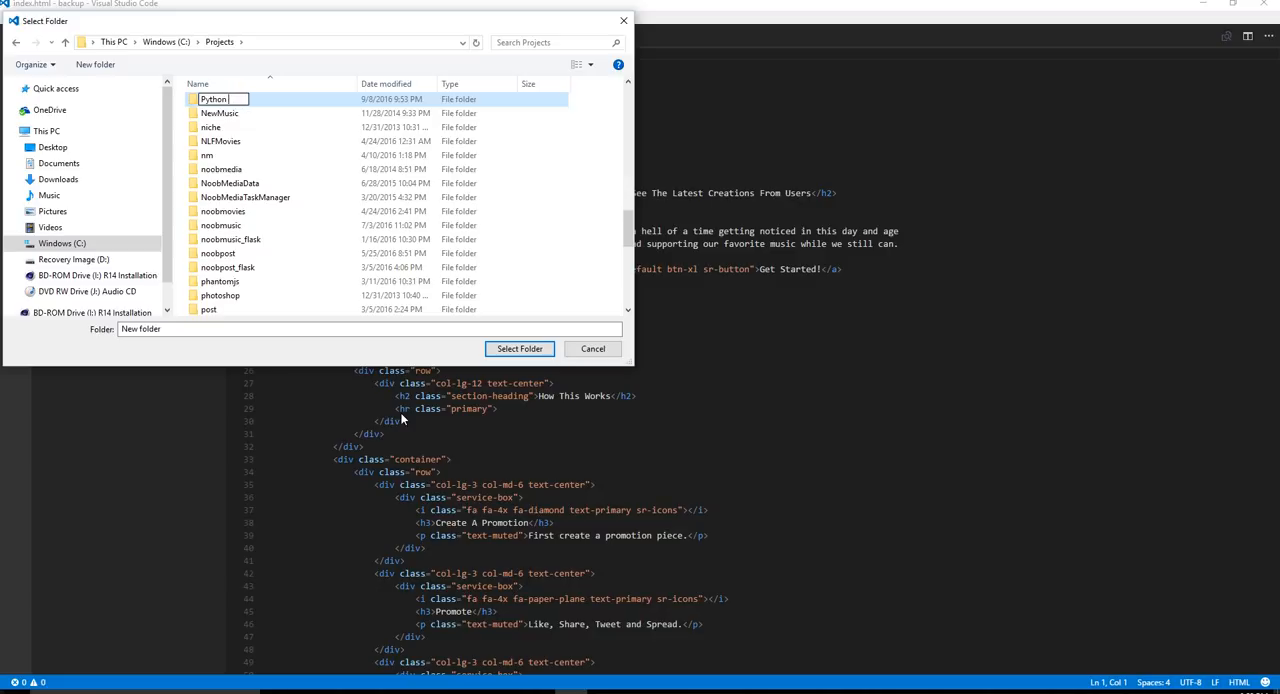 index.html - backup - Visual Studio Code
Select Folder
This PC > Windows (C:) > Projects >
Search Projects
Organize
New folder
Name Date modified Type Size
Quick access
OneDrive
This PC
Desktop
Documents
Downloads
Music
Pictures
Videos
Windows (C:)
Recovery Image (D:)
BD-ROM Drive (I:) R14 Installation
DVD RW Drive (J:) Audio CD
BD-ROM Drive (I:) R14 Installation
Python 9/8/2016 9:53 PM File folder
NewMusic 11/28/2014 9:33 PM File folder
niche 12/31/2013 10:31 ... File folder
NLFMovies 4/24/2016 12:31 AM File folder
nm 4/10/2016 1:18 PM File folder
noobmedia 6/18/2014 8:51 PM File folder
NoobMediaData 6/28/2015 10:04 PM File folder
NoobMediaTaskManager 3/20/2015 4:32 PM File folder
noobmovies 4/24/2016 2:41 PM File folder
noobmusic 7/3/2016 11:02 PM File folder
noobmusic_flask 1/16/2016 10:30 PM File folder
noobpost 5/25/2016 8:51 PM File folder
noobpost_flask 3/5/2016 4:06 PM File folder
phantomjs 3/11/2016 10:31 PM File folder
photoshop 12/31/2013 10:40 ... File folder
post 3/5/2016 2:24 PM File folder
Folder: New folder
Select Folder Cancel
See The Latest Creations From Users</h2>
hell of a time getting noticed in this day and age
nd supporting our favorite music while we still can.
efault btn-xl sr-button">Get Started!</a>
26 <div class="row">
27 <div class="col-lg-12 text-center">
28 <h2 class="section-heading">How This Works</h2>
29 <hr class="primary">
30 </div>
31 </div>
32 </div>
33 <div class="container">
34 <div class="row">
35 <div class="col-lg-3 col-md-6 text-center">
36 <div class="service-box">
37 <i class="fa fa-4x fa-diamond text-primary sr-icons"></i>
38 <h3>Create A Promotion</h3>
39 <p class="text-muted">First create a promotion piece.</p>
40 </div>
41 </div>
42 <div class="col-lg-3 col-md-6 text-center">
43 <div class="service-box">
44 <i class="fa fa-4x fa-paper-plane text-primary sr-icons"></i>
45 <h3>Promote</h3>
46 <p class="text-muted">Like, Share, Tweet and Spread.</p>
47 </div>
48 </div>
49 <div class="col-lg-3 col-md-6 text-center">
0 0 Ln 1, Col 1 Spaces: 4 UTF-8 LF HTML